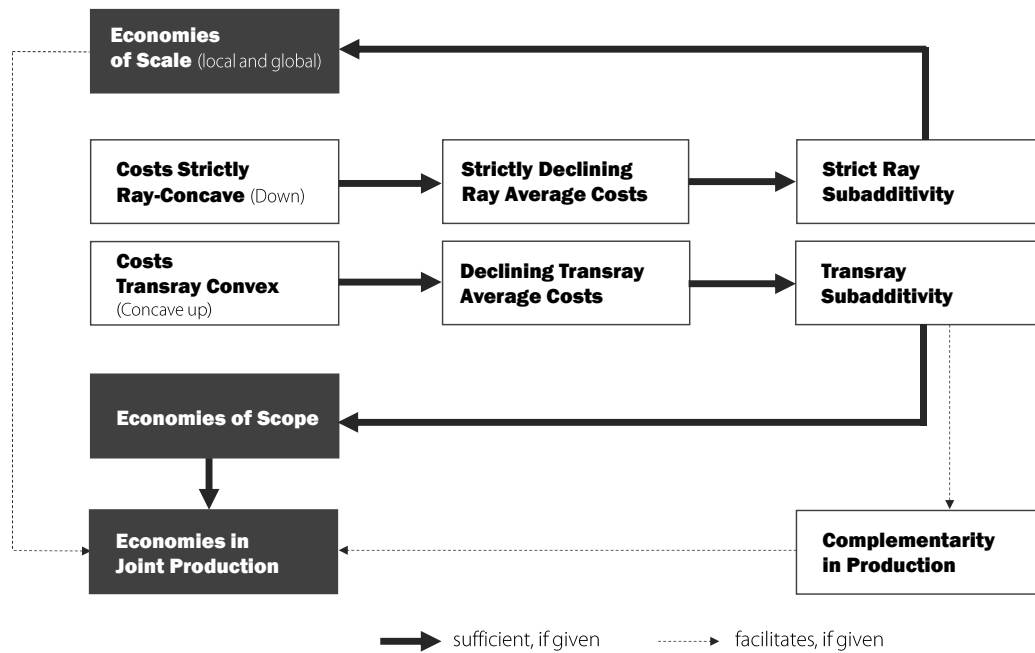 Economies
of Scale (local and global)
Costs Strictly
Ray-Concave (Down)
Strictly Declining
Ray Average Costs
Strict Ray
Subadditivity
Costs
Transray Convex
(Concave up)
Declining Transray
Average Costs
Transray
Subadditivity
Economies of Scope
Economies in
Joint Production
Complementarity
in Production
sufficient, if given
facilitates, if given